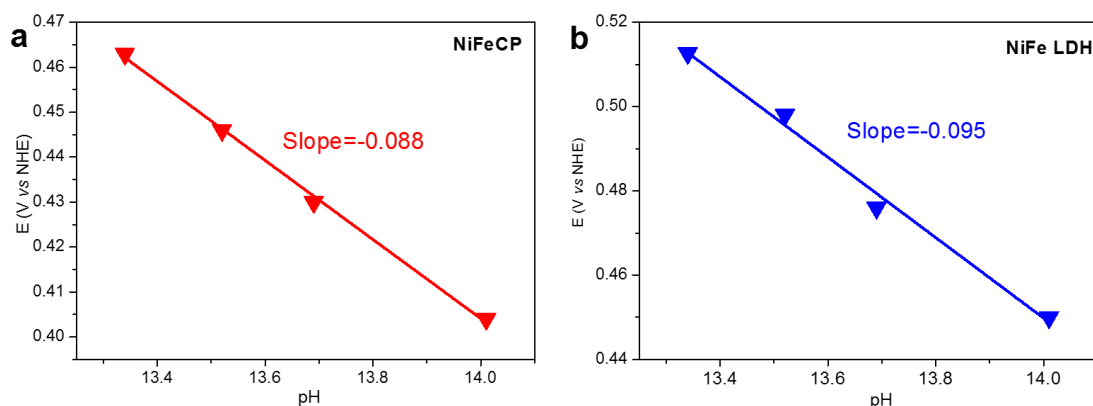 a
NiFeCP
0.47
0.46
0.45
0.44
0.43
0.42
0.41
0.40
E (V vs NHE)
Slope=-0.088
13.4
13.6
13.8
14.0
pH
b
NiFe LDH
0.52
0.50
0.48
0.46
0.44
E (V vs NHE)
Slope=-0.095
13.4
13.6
13.8
14.0
pH